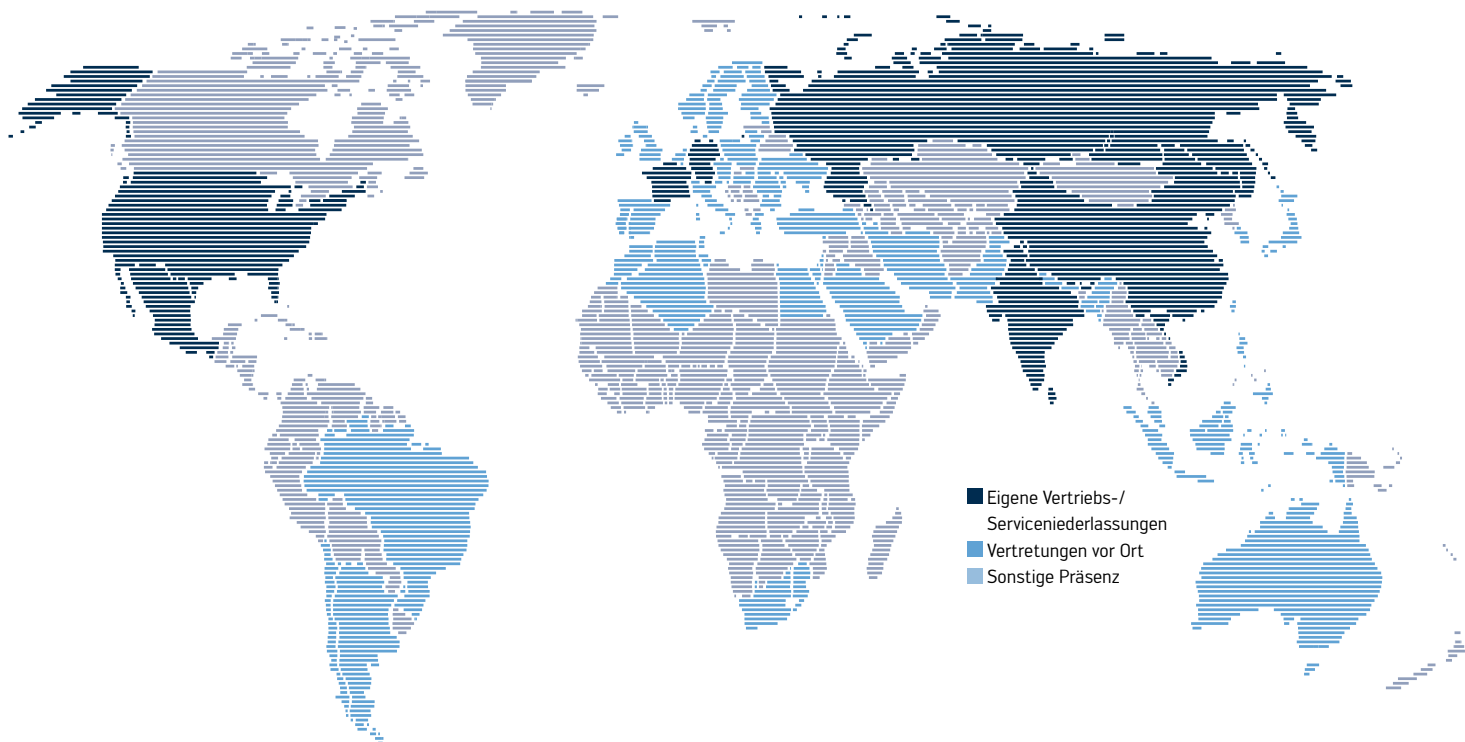 Eigene Vertriebs-/
Serviceniederlassungen
Vertretungen vor Ort
Sonstige Präsenz